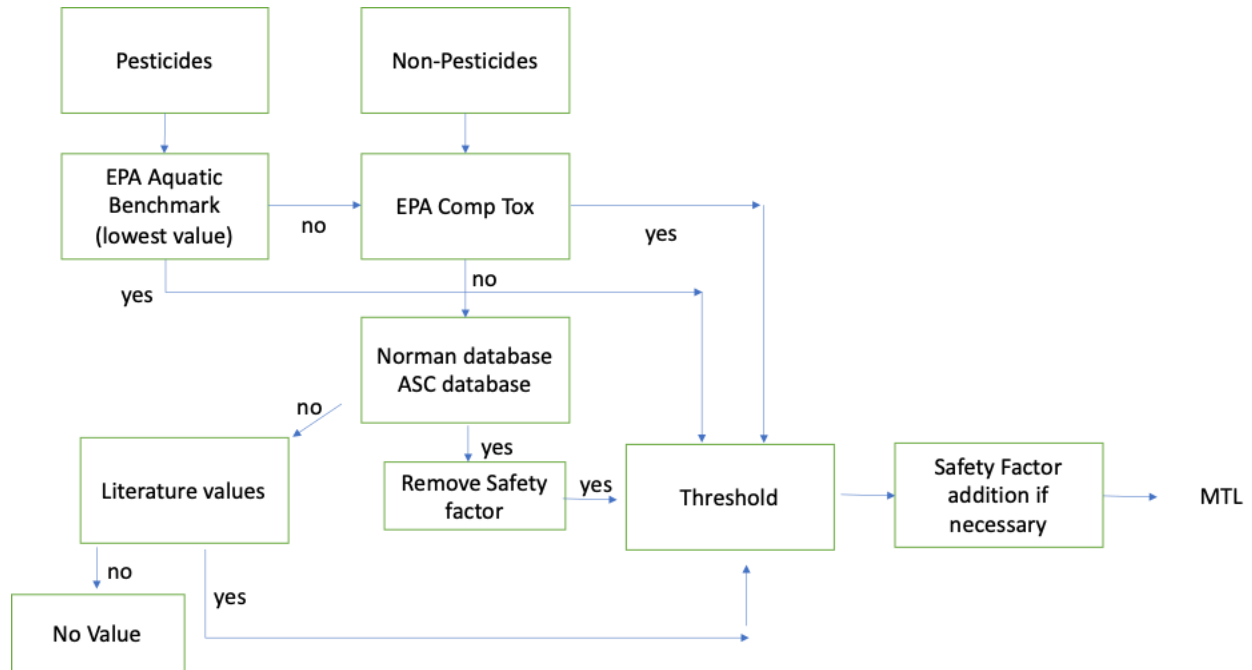 Pesticides
Non-Pesticides
EPA Aquatic
Benchmark
(lowest value)
no
EPA Comp Tox
yes
yes
no
Norman database
ASC database
no
yes
Literature values
Remove Safety
factor
yes
Threshold
Safety Factor
addition if
necessary
MTL
no
yes
No Value